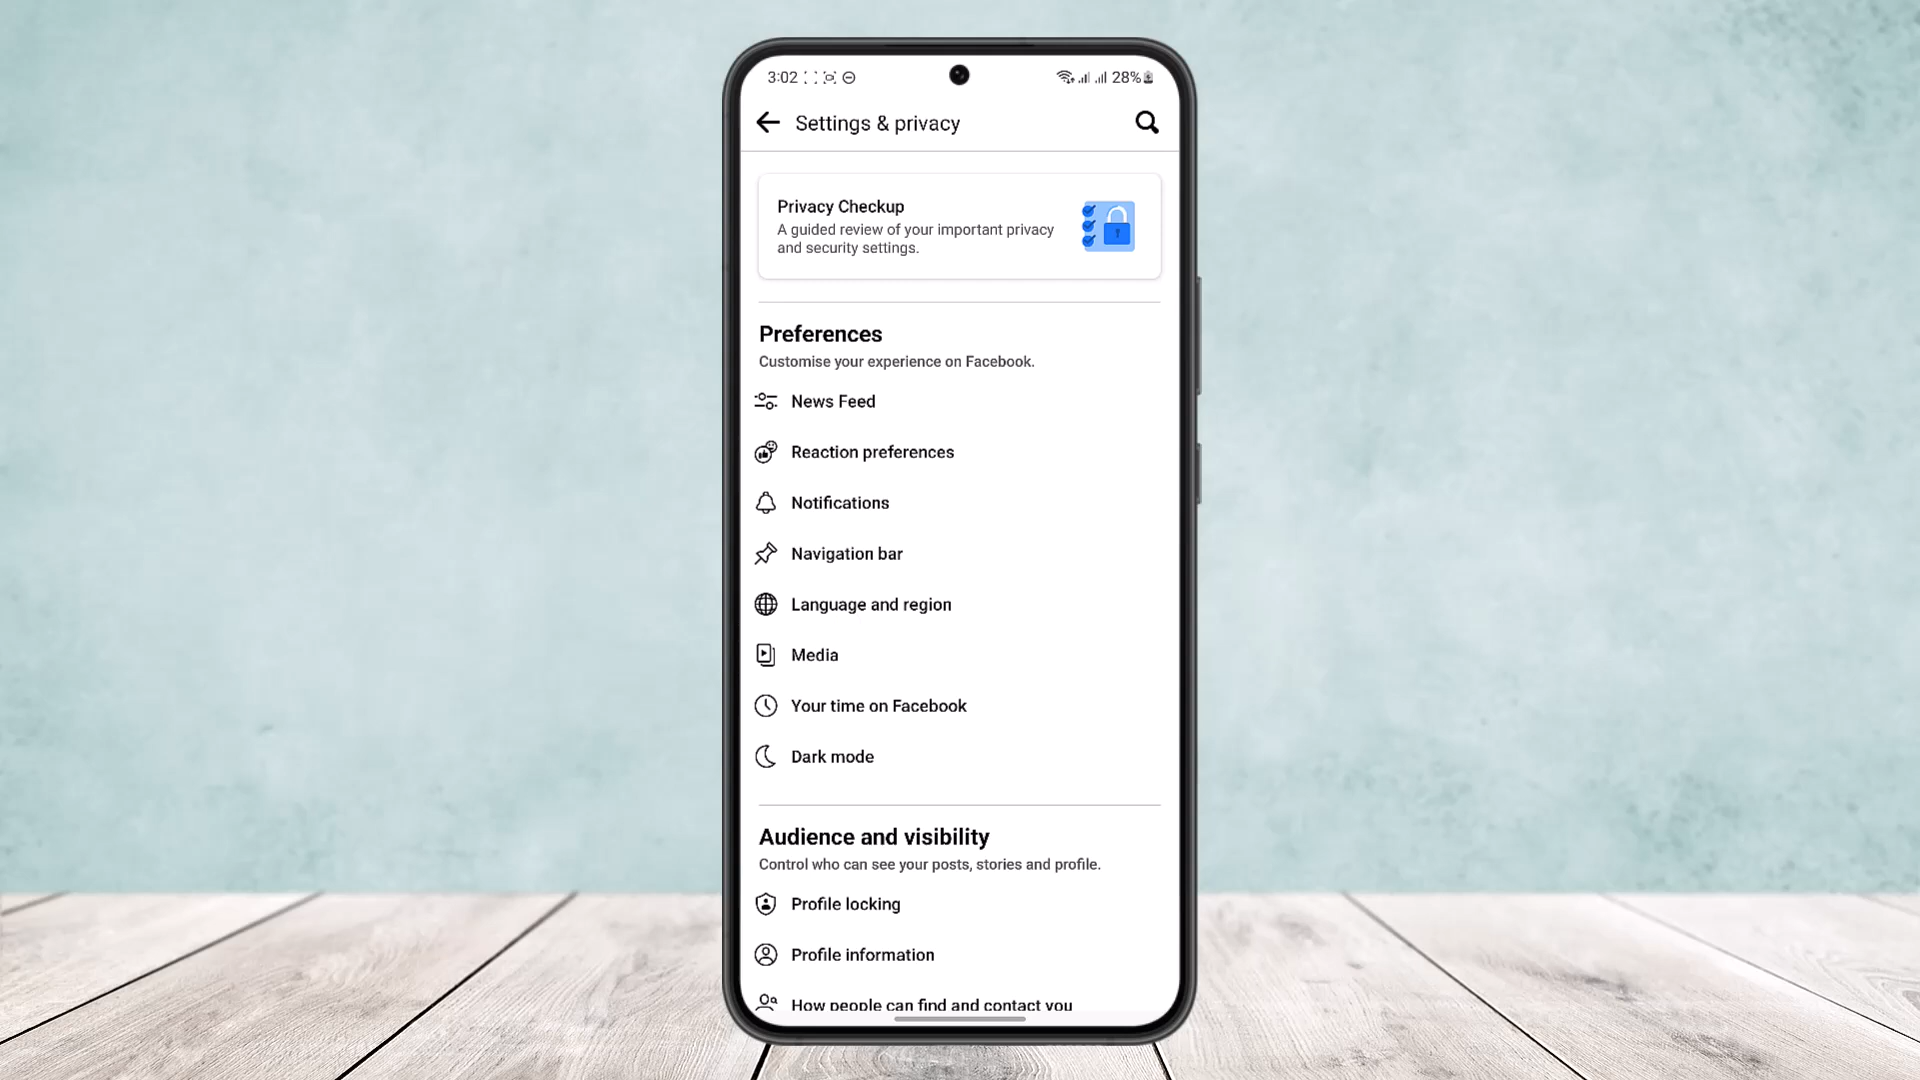 3:02
28%
Settings & privacy
Privacy Checkup
A guided review of your important privacy
and security settings.
Preferences
Customise your experience on Facebook.
News Feed
Reaction preferences
Notifications
Navigation bar
Language and region
Media
Your time on Facebook
Dark mode
Audience and visibility
Control who can see your posts, stories and profile.
Profile locking
Profile information
How people can find and contact you